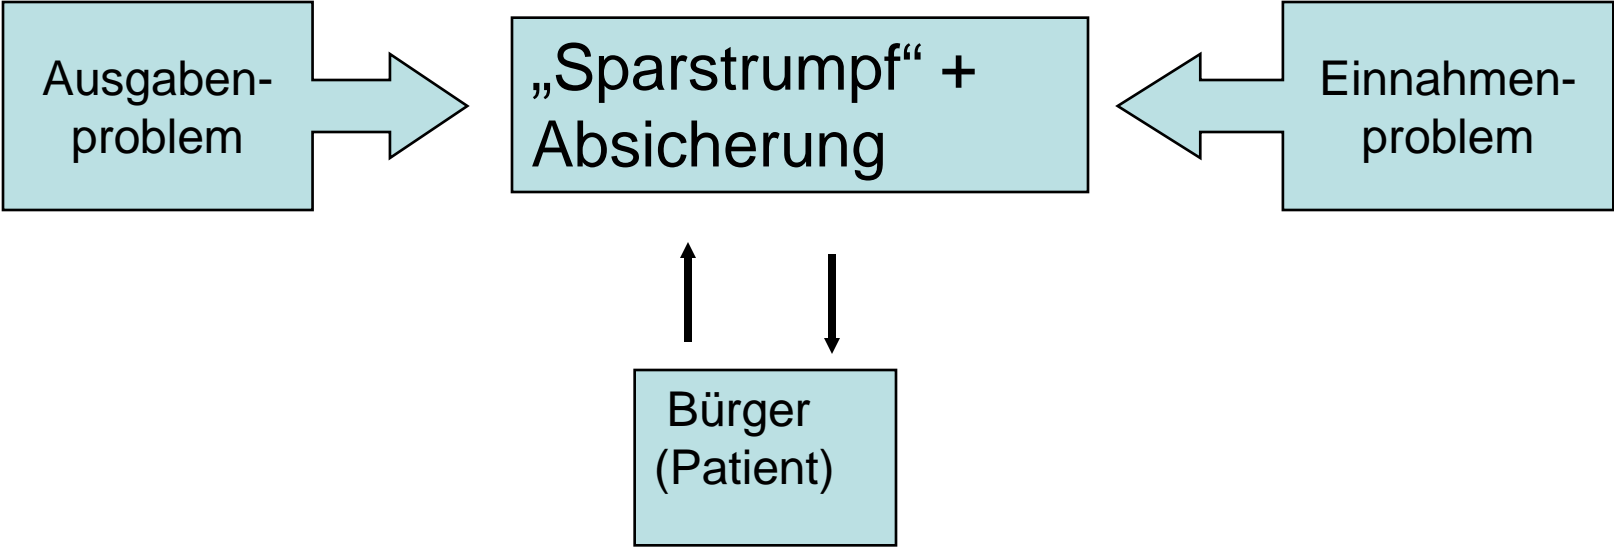 Ausgaben-
problem
„Sparstrumpf“ +
Absicherung
Einnahmen-
problem
Bürger
(Patient)